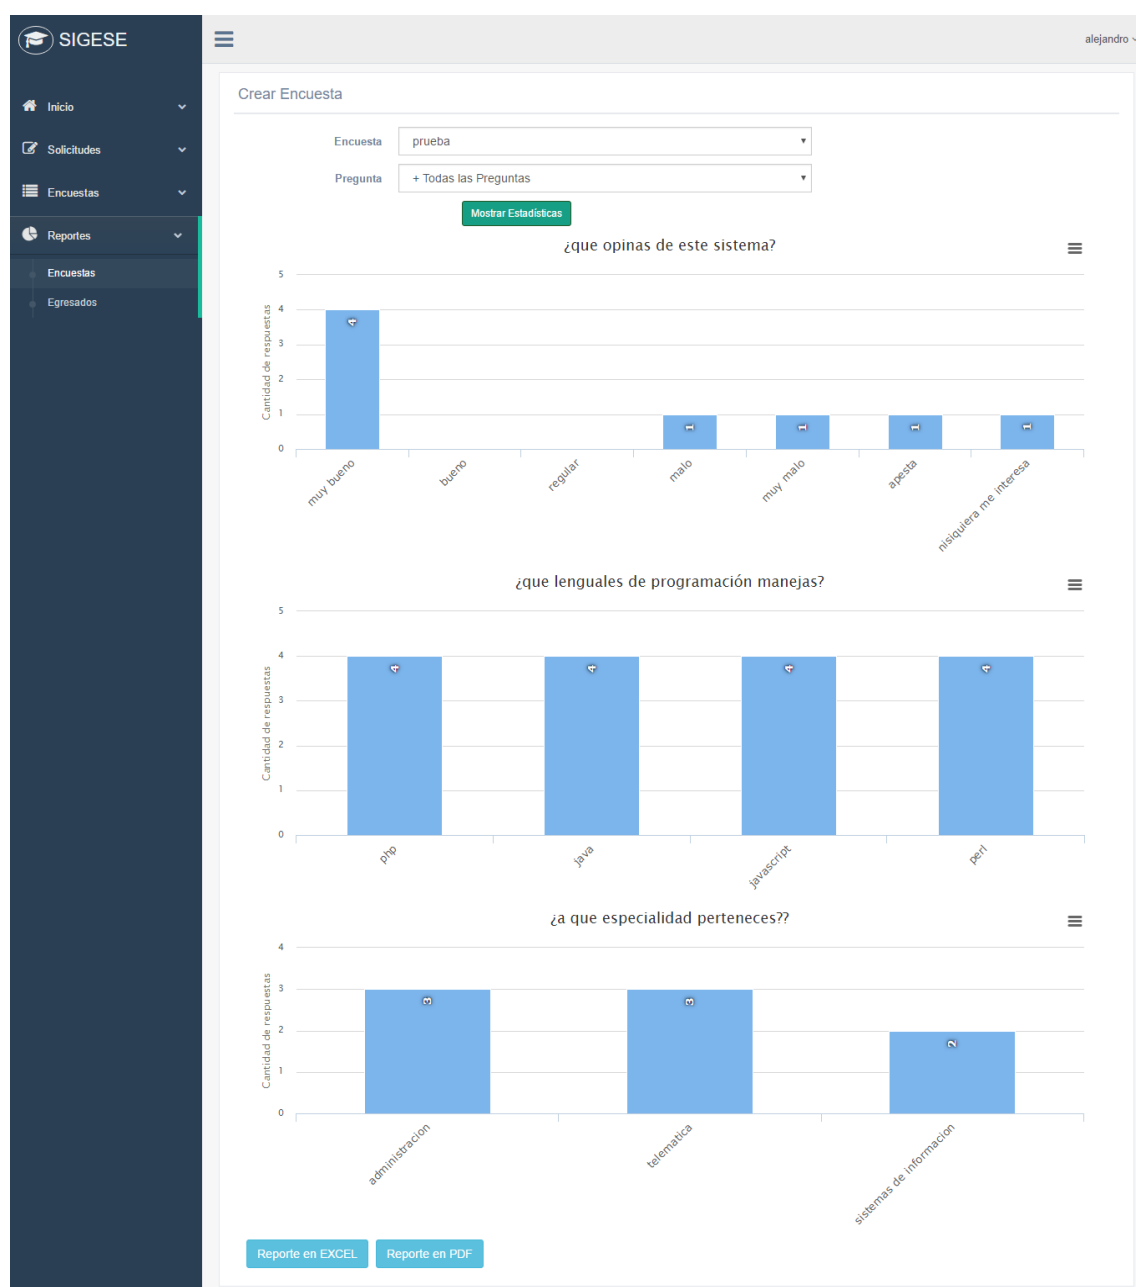 SIGESE
alejandro
Inicio
Solicitudes
Encuestas
Reportes
Encuestas
Egresados
Crear Encuesta
Encuesta prueba
Pregunta + Todas las Preguntas
Mostrar Estadísticas
¿que opinas de este sistema?
Cantidad de respuestas
5
4
3
2
1
0
4
1
1
1
1
muy bueno
bueno
regular
malo
muy malo
apesta
nisiquiera me interesa
¿que lenguales de programación manejas?
Cantidad de respuestas
5
4
3
2
1
0
4
4
4
4
php
java
javascript
perl
¿a que especialidad perteneces??
Cantidad de respuestas
4
3
2
1
0
3
3
2
administracion
telematica
sistemas de informacion
Reporte en EXCEL Reporte en PDF